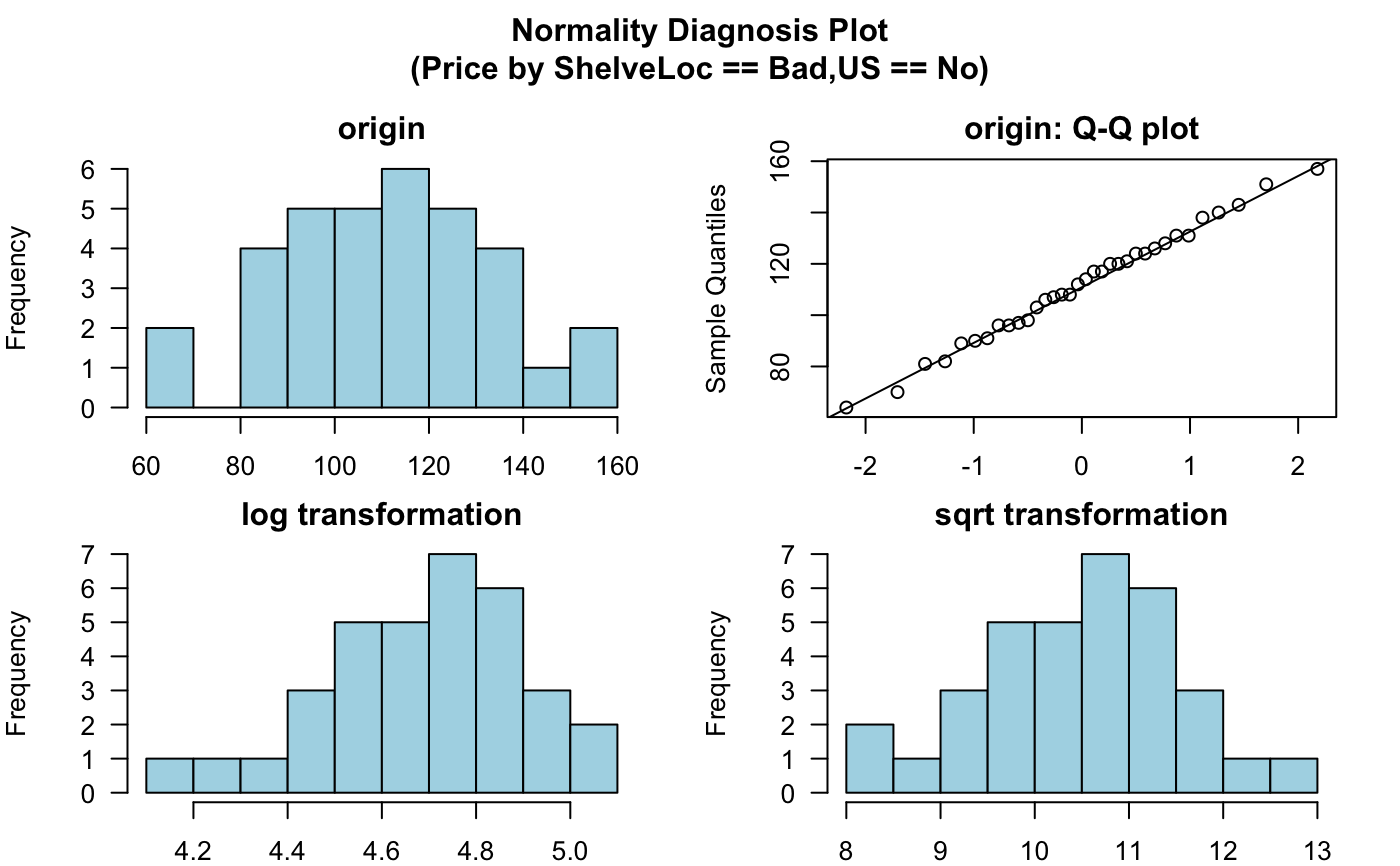 Normality Diagnosis Plot
(Price by ShelveLoc == Bad,US == No)
origin
Frequency
6
5
4
3
2
1
0
60 80 100 120 140 160
origin: Q-Q plot
Sample Quantiles
160
120
80
-2 -1 0 1 2
log transformation
Frequency
7
6
5
4
3
2
1
0
4.2 4.4 4.6 4.8 5.0
sqrt transformation
Frequency
7
6
5
4
3
2
1
0
8 9 10 11 12 13